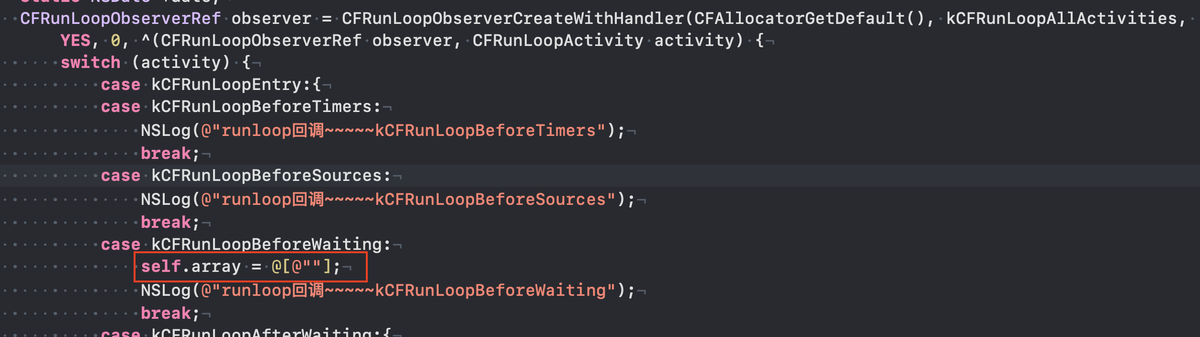 static NSDate *date;
CFRunLoopObserverRef observer = CFRunLoopObserverCreateWithHandler(CFAllocatorGetDefault(), kCFRunLoopAllActivities,
YES, 0, ^(CFRunLoopObserverRef observer, CFRunLoopActivity activity) {
switch (activity) {
case kCFRunLoopEntry:{
case kCFRunLoopBeforeTimers:
NSLog(@"runloop回调~~~~~kCFRunLoopBeforeTimers");
break;
case kCFRunLoopBeforeSources:
NSLog(@"runloop回调~~~~~kCFRunLoopBeforeSources");
break;
case kCFRunLoopBeforeWaiting:
self.array = @[@""];
NSLog(@"runloop回调~~~~~kCFRunLoopBeforeWaiting");
break;
case kCFRunLoopAfterWaiting:{